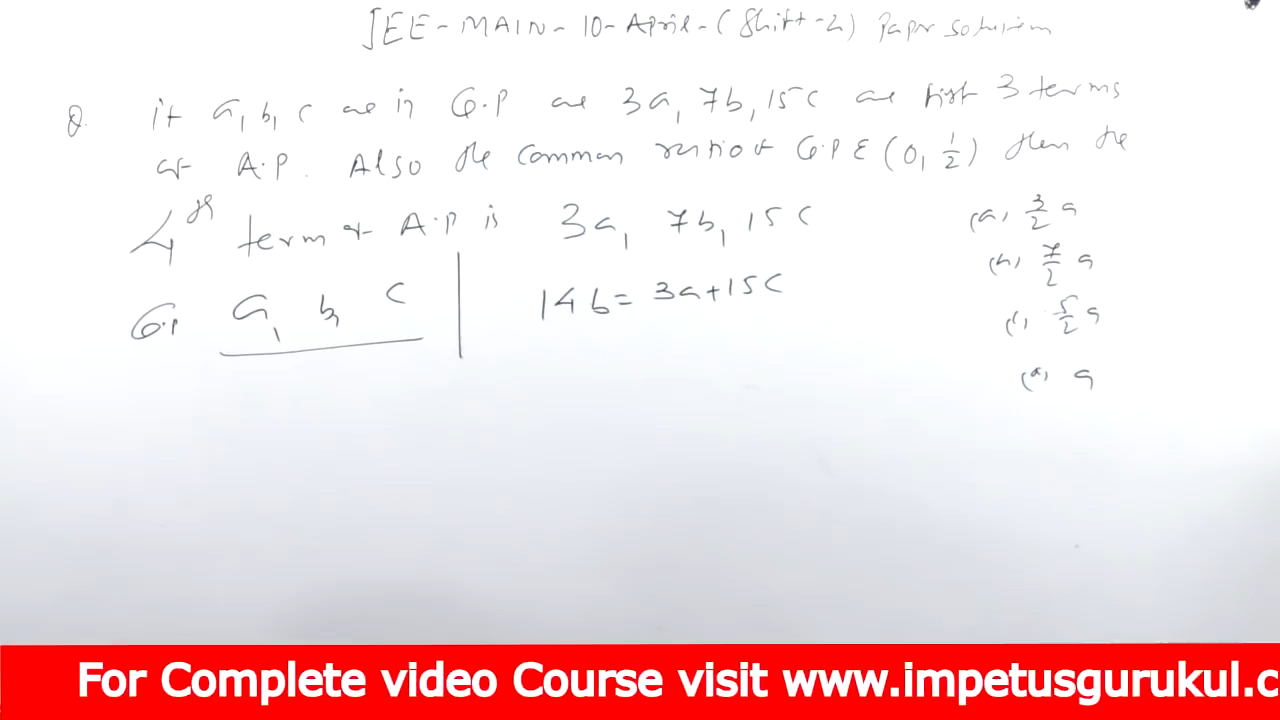 JEE-MAIN-10-April-(Shift-2) Paper solution
Q. if a, b, c are in G.P are 3a, 7b, 15c are first 3 terms
of A.P. Also the common ratio of G.P ∈ (0, 1/2) then the
4th term of A.P is 3a, 7b, 15c
(a) 3/2 a
(b) 7/2 a
G.P a, b, c
14b = 3a+15c
(c) 5/2 a
(d) a
For Complete video Course visit www.impetusgurukul.c